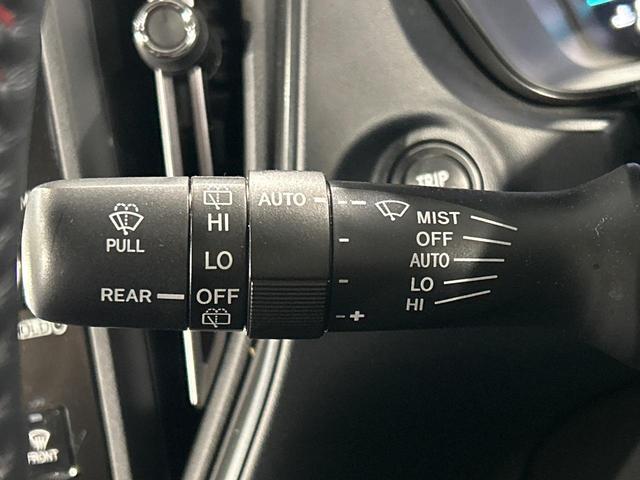 TRIP
AUTO
MIST
HI
OFF
PULL
LO
AUTO
LO
REAR
OFF
HI
- +
FRONT